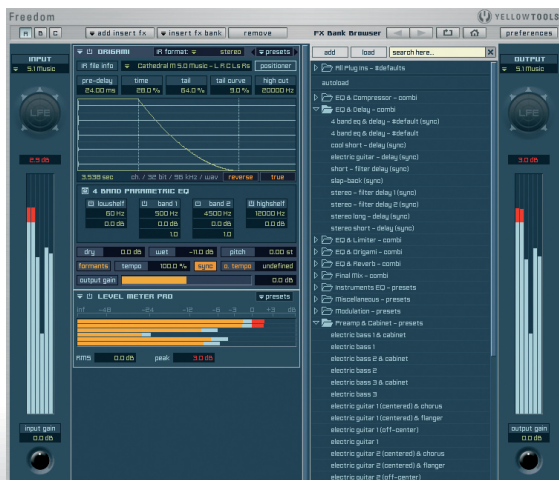 Freedom
YELLOWTOOLS
A B C
add insert fx
insert fx bank
remove
FX Bank Browser
preferences
INPUT
5.1 Music
LFE
2.9 dB
input gain
0.0 dB
ORIGAMI
IR format:
stereo
presets
IR file info
Cathedral M 5.0 Music - L R C Ls Rs
positioner
pre-delay
time
tail
tail curve
high cut
24.00 ms
28.0 %
64.0 %
9.0 %
20000 Hz
3.538 sec
ch. / 32 bit / 96 kHz / wav
reverse
true
4 BAND PARAMETRIC EQ
lowshelf
band 1
band 2
highshelf
60 Hz
500 Hz
4500 Hz
12000 Hz
0.0 dB
0.0 dB
0.0 dB
0.0 dB
1.0
1.0
dry
0.0 dB
wet
-11.0 dB
pitch
0.00 st
formants
tempo
100.0 %
sync
o. tempo
undefined
output gain
0.0 dB
LEVEL METER PAD
presets
inf -48 -24 -12 -6 -3 0 +3 dB
RMS
0.0 dB
peak
3.0 dB
add
load
search here...
All Plug Ins - #defaults
autoload
EQ & Compressor - combi
EQ & Delay - combi
4 band eq & delay - #default (sync)
4 band eq & delay - #default
cool short - delay (sync)
electric guitar - delay (sync)
short - filter delay (sync)
slap-back (sync)
stereo - filter delay 1 (sync)
stereo - filter delay 2 (sync)
stereo long - delay (sync)
stereo short - delay (sync)
EQ & Limiter - combi
EQ & Origami - combi
EQ & Reverb - combi
Final Mix - combi
Instruments EQ - presets
Miscellaneous - presets
Modulation - presets
Preamp & Cabinet - presets
electric bass 1 & cabinet
electric bass 1
electric bass 2 & cabinet
electric bass 2
electric bass 3 & cabinet
electric bass 3
electric guitar 1 (centered) & chorus
electric guitar 1 (centered) & flanger
electric guitar 1 (off-center)
electric guitar 1
electric guitar 2 (centered) & chorus
electric guitar 2 (centered) & flanger
electric guitar 2 (off-center)
OUTPUT
5.1 Music
LFE
3.0 dB
output gain
0.0 dB